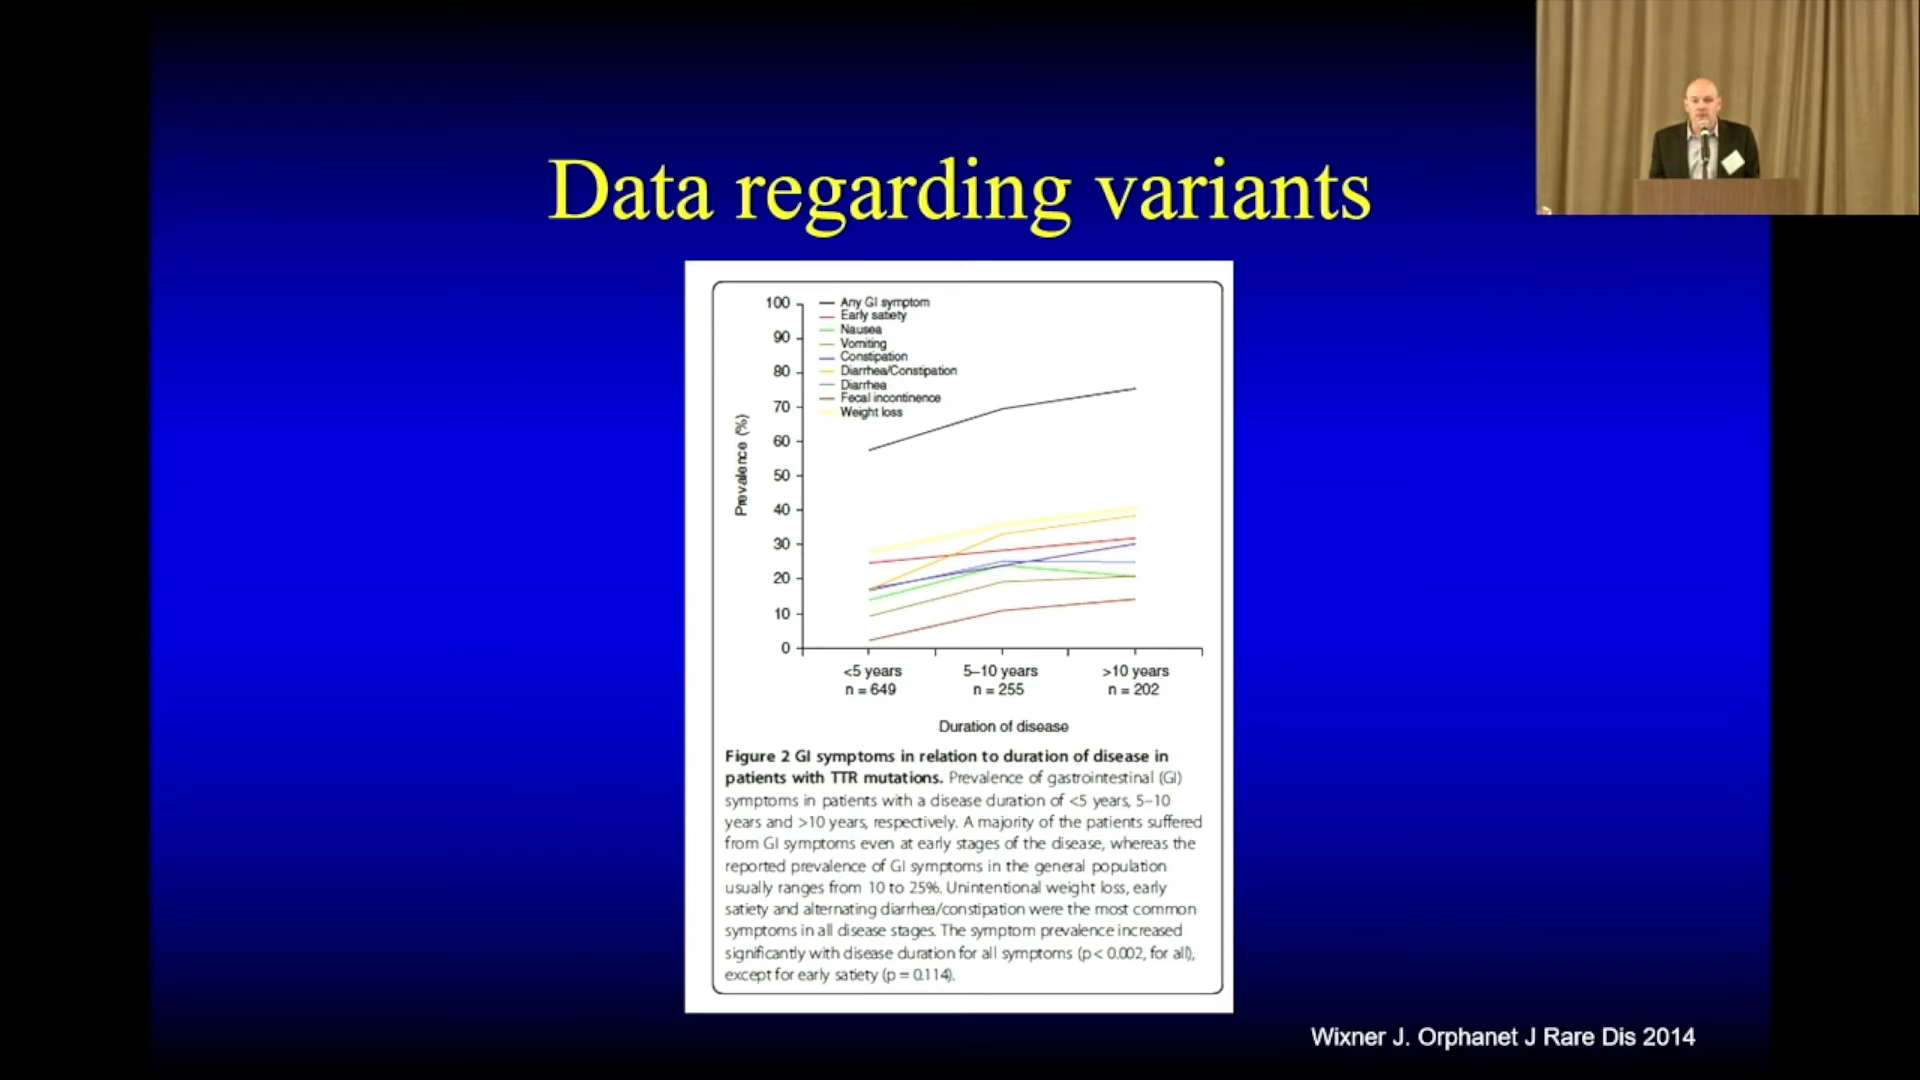 Data regarding variants
100
90
80
70
60
50
40
30
20
10
0
Prevalence (%)
Any GI symptom
Early satiety
Nausea
Vomiting
Constipation
Diarrhea/Constipation
Diarrhea
Fecal incontinence
Weight loss
<5 years 5–10 years >10 years
n = 649 n = 255 n = 202
Duration of disease
Figure 2 GI symptoms in relation to duration of disease in
patients with TTR mutations. Prevalence of gastrointestinal (GI)
symptoms in patients with a disease duration of <5 years, 5–10
years and >10 years, respectively. A majority of the patients suffered
from GI symptoms even at early stages of the disease, whereas the
reported prevalence of GI symptoms in the general population
usually ranges from 10 to 25%. Unintentional weight loss, early
satiety and alternating diarrhea/constipation were the most common
symptoms in all disease stages. The symptom prevalence increased
significantly with disease duration for all symptoms (p < 0.002, for all),
except for early satiety (p = 0.114).
Wixner J. Orphanet J Rare Dis 2014